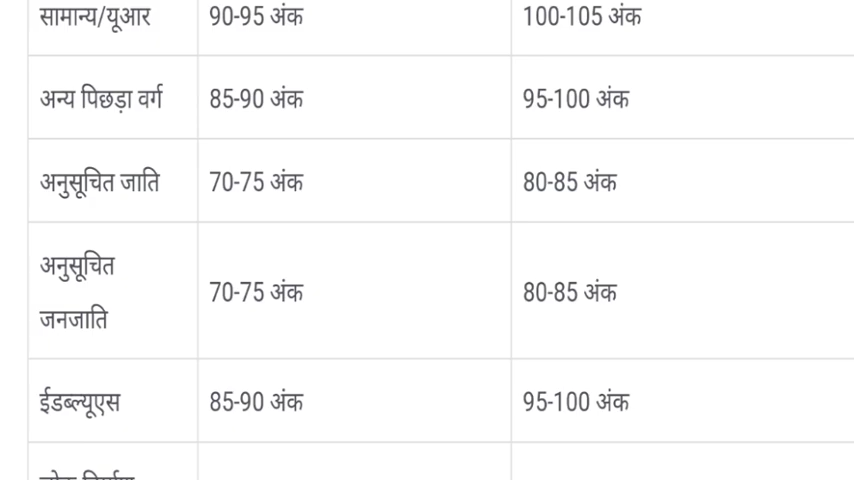 सामान्य/यूआर 90-95 अंक 100-105 अंक
अन्य पिछड़ा वर्ग 85-90 अंक 95-100 अंक
अनुसूचित जाति 70-75 अंक 80-85 अंक
अनुसूचित
जनजाति 70-75 अंक 80-85 अंक
ईडब्ल्यूएस 85-90 अंक 95-100 अंक